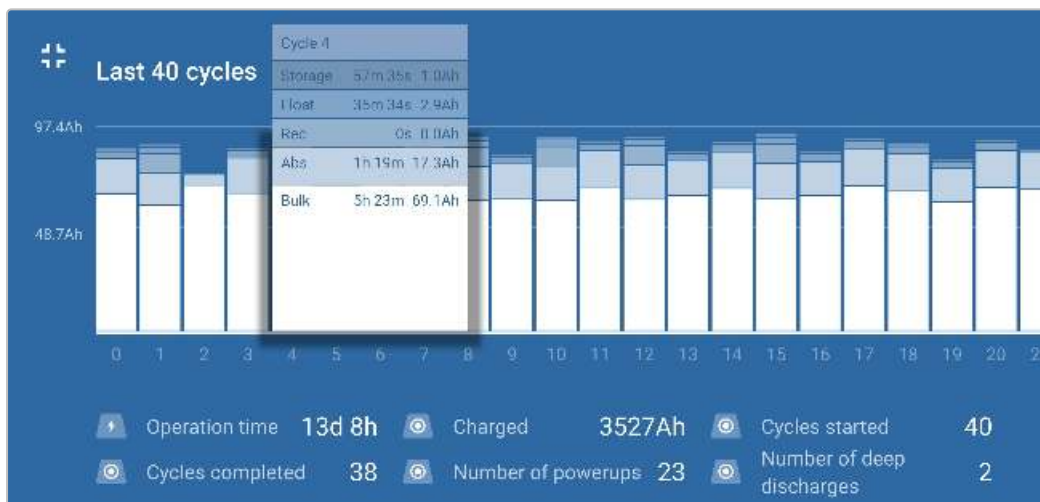 Cycle 4
Last 40 cycles
Storage 57m 35s 1.0Ah
Float 35m 34s 2.9Ah
97.4Ah
Rec 0s 0.0Ah
Abs 1h 19m 17.3Ah
Bulk 5h 23m 69.1Ah
48.7Ah
0 1 2 3 4 5 6 7 8 9 10 11 12 13 14 15 16 17 18 19 20
Operation time 13d 8h Charged 3527Ah Cycles started 40
Cycles completed 38 Number of powerups 23 Number of deep discharges 2